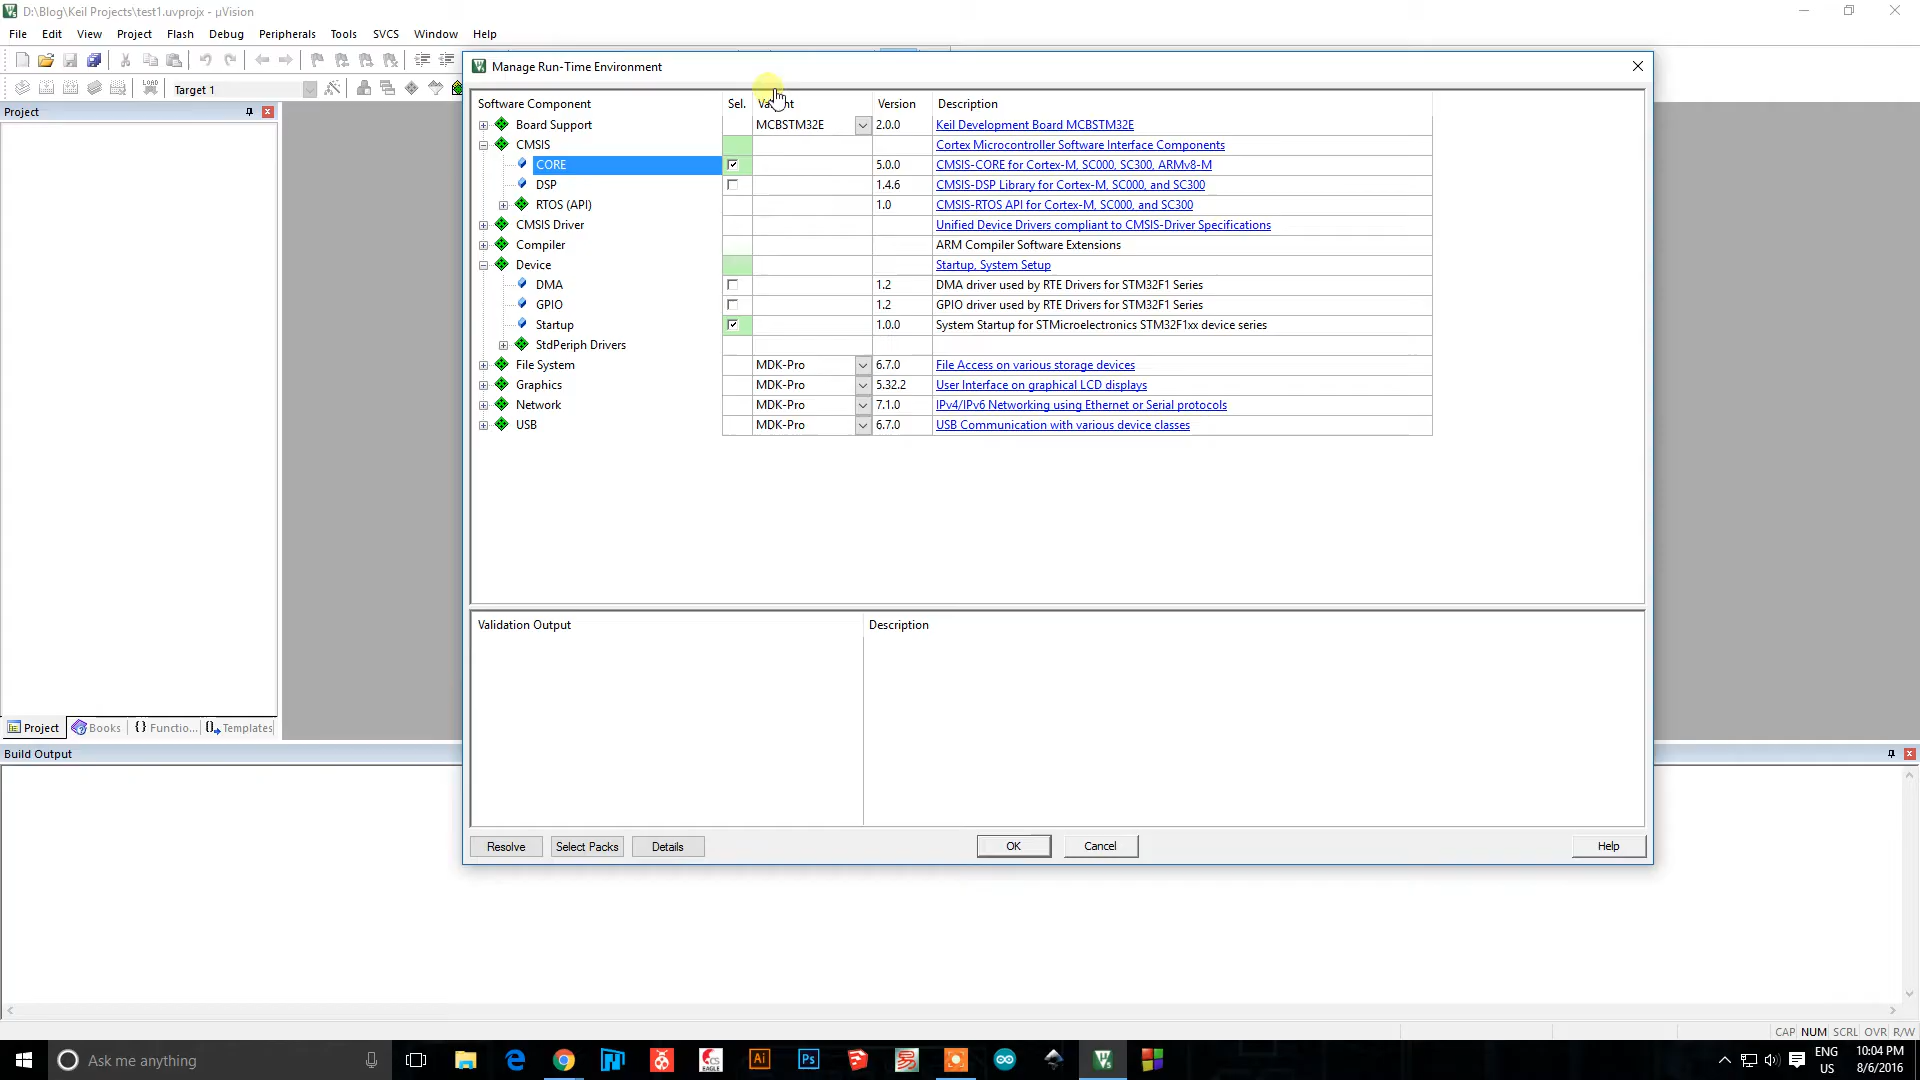 D:\Blog\Keil Projects\test1.uvprojx - µVision
File Edit View Project Flash Debug Peripherals Tools SVCS Window Help
Manage Run-Time Environment
LOAD Target 1
Project
Software Component Sel. Version Description
Board Support MCBSTM32E 2.0.0 Keil Development Board MCBSTM32E
CMSIS Cortex Microcontroller Software Interface Components
CORE 5.0.0 CMSIS-CORE for Cortex-M, SC000, SC300, ARMv8-M
DSP 1.4.6 CMSIS-DSP Library for Cortex-M, SC000, and SC300
RTOS (API) 1.0 CMSIS-RTOS API for Cortex-M, SC000, and SC300
CMSIS Driver Unified Device Drivers compliant to CMSIS-Driver Specifications
Compiler ARM Compiler Software Extensions
Device Startup, System Setup
DMA 1.2 DMA driver used by RTE Drivers for STM32F1 Series
GPIO 1.2 GPIO driver used by RTE Drivers for STM32F1 Series
Startup 1.0.0 System Startup for STMicroelectronics STM32F1xx device series
StdPeriph Drivers
File System MDK-Pro 6.7.0 File Access on various storage devices
Graphics MDK-Pro 5.32.2 User Interface on graphical LCD displays
Network MDK-Pro 7.1.0 IPv4/IPv6 Networking using Ethernet or Serial protocols
USB MDK-Pro 6.7.0 USB Communication with various device classes
Validation Output Description
Project Books {} Functio... Templates
Build Output
Resolve Select Packs Details OK Cancel Help
CAP NUM SCRL OVR R/W
Ask me anything
EAGLE Ai Ps
ENG US
10:04 PM
8/6/2016